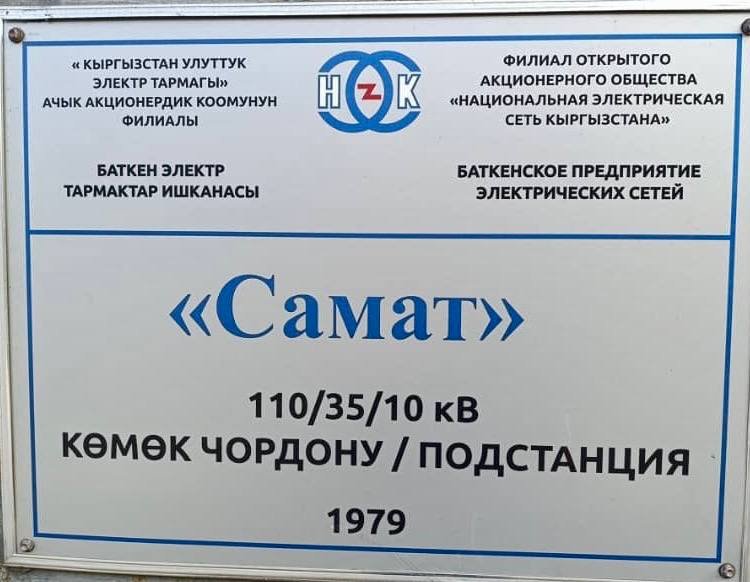 « КЫРГЫЗСТАН УЛУТТУК
ЭЛЕКТР ТАРМАГЫ»
АЧЫК АКЦИОНЕРДИК КООМУНУН
ФИЛИАЛЫ
БАТКЕН ЭЛЕКТР
ТАРМАКТАР ИШКАНАСЫ
НЭК
ФИЛИАЛ ОТКРЫТОГО
АКЦИОНЕРНОГО ОБЩЕСТВА
«НАЦИОНАЛЬНАЯ ЭЛЕКТРИЧЕСКАЯ
СЕТЬ КЫРГЫЗСТАНА»
БАТКЕНСКОЕ ПРЕДПРИЯТИЕ
ЭЛЕКТРИЧЕСКИХ СЕТЕЙ
«Самат»
110/35/10 кВ
КӨМӨК ЧОРДОНУ / ПОДСТАНЦИЯ
1979